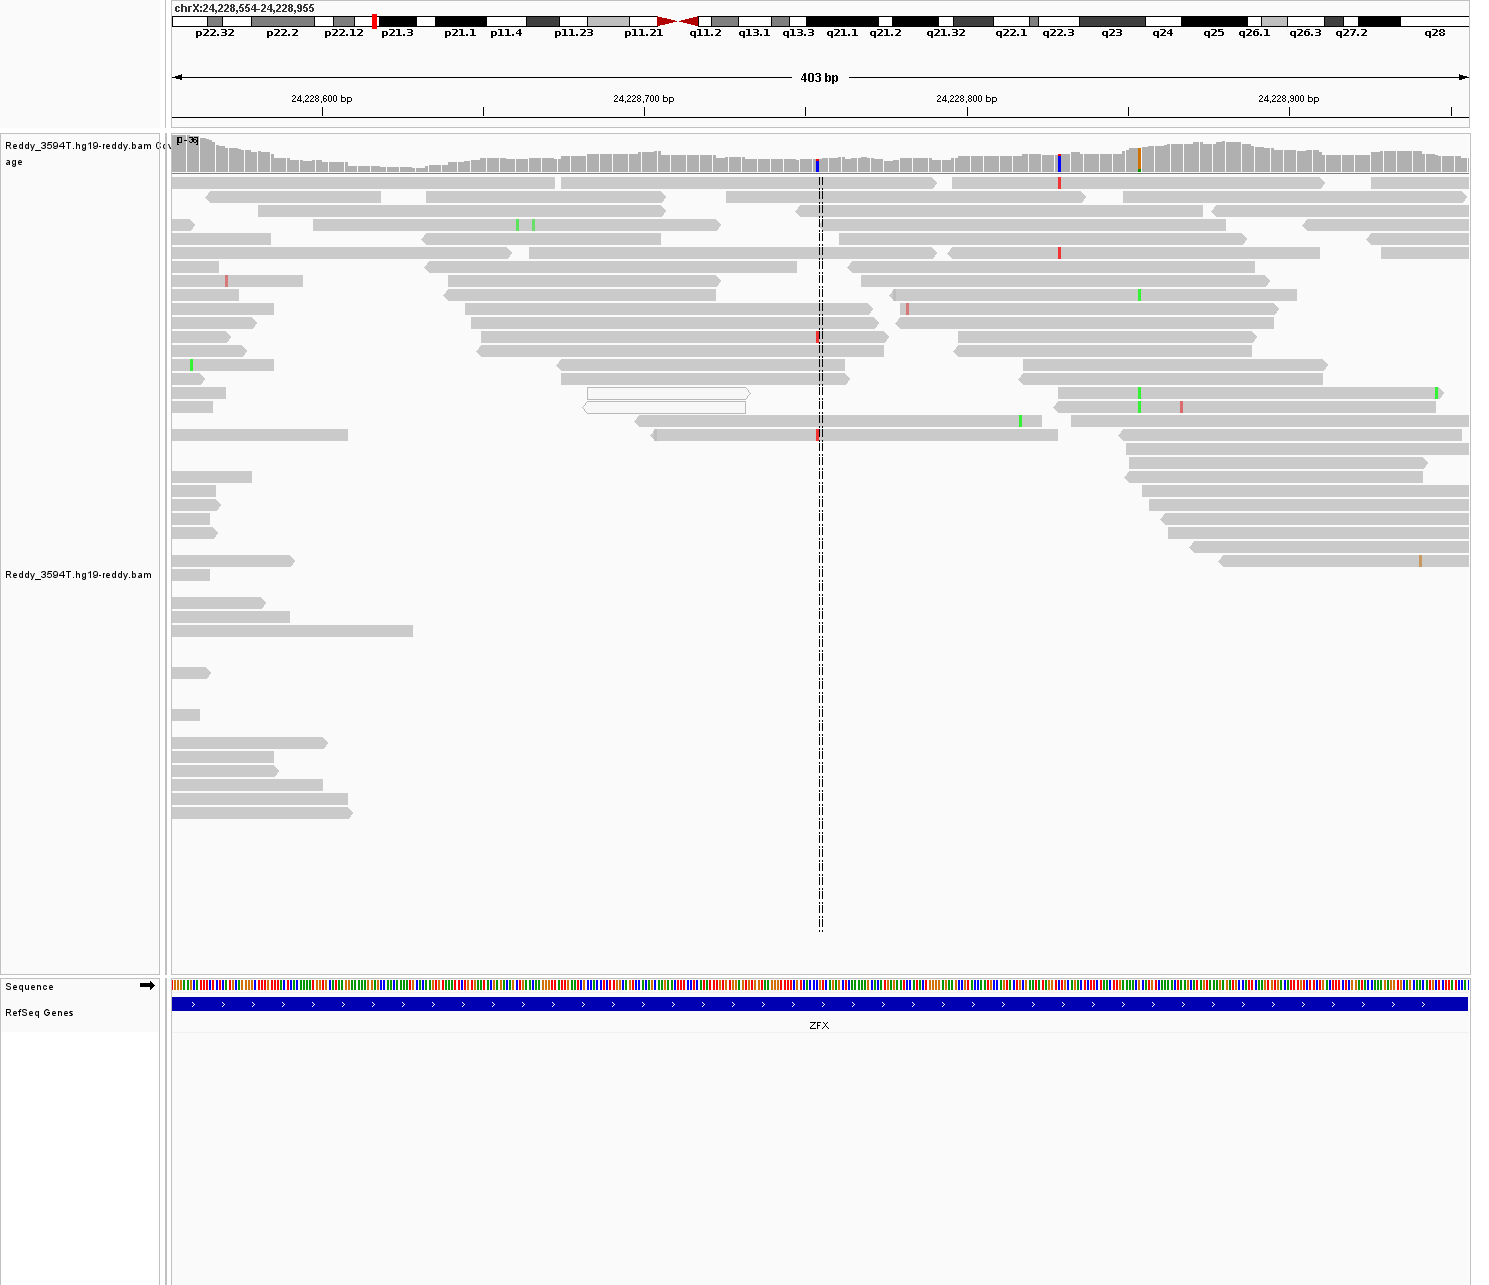 chrX:24,228,554-24,228,955
p22.32 p22.2 p22.12 p21.3 p21.1 p11.4 p11.23 p11.21 q11.2 q13.1 q13.3 q21.1 q21.2 q21.32 q22.1 q22.3 q23 q24 q25 q26.1 q26.3 q27.2 q28
403 bp
24,228,600 bp 24,228,700 bp 24,228,800 bp 24,228,900 bp
[0 - 36]
Reddy_3594T.hg19-reddy.bam Cov
age
Reddy_3594T.hg19-reddy.bam
Sequence
RefSeq Genes
ZFX